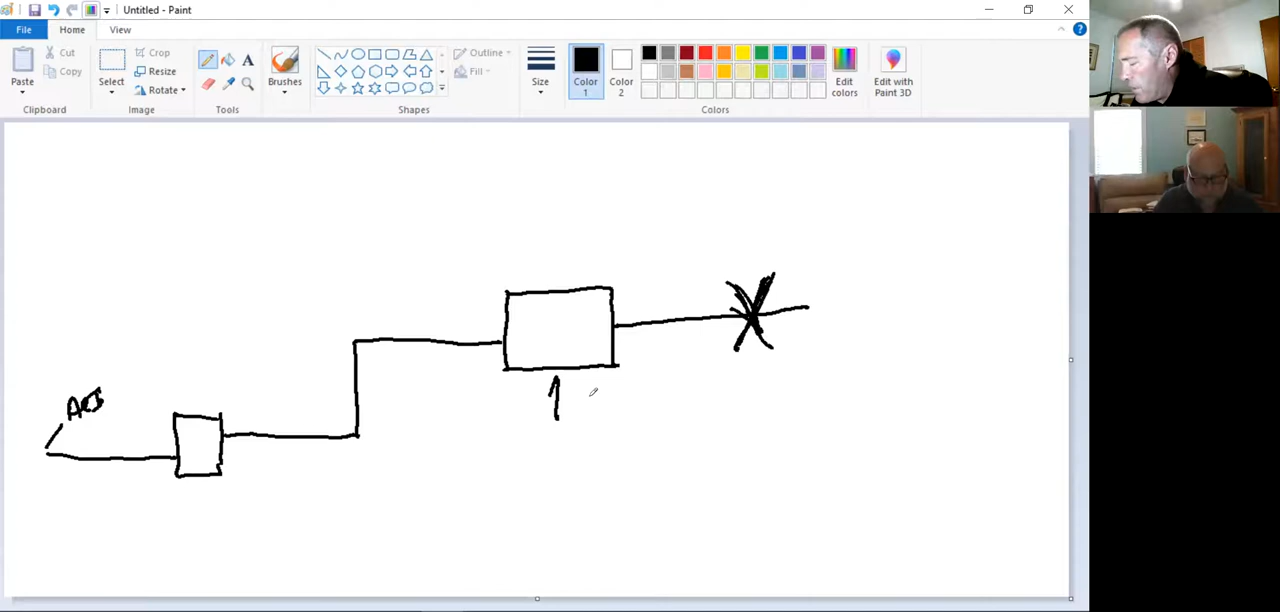 Untitled - Paint
File
Home
View
Paste
Cut
Copy
Clipboard
Select
Crop
Resize
Rotate
Image
A
Tools
Brushes
Shapes
Outline
Fill
Size
Color 1
Color 2
Edit colors
Colors
Edit with Paint 3D
?
1